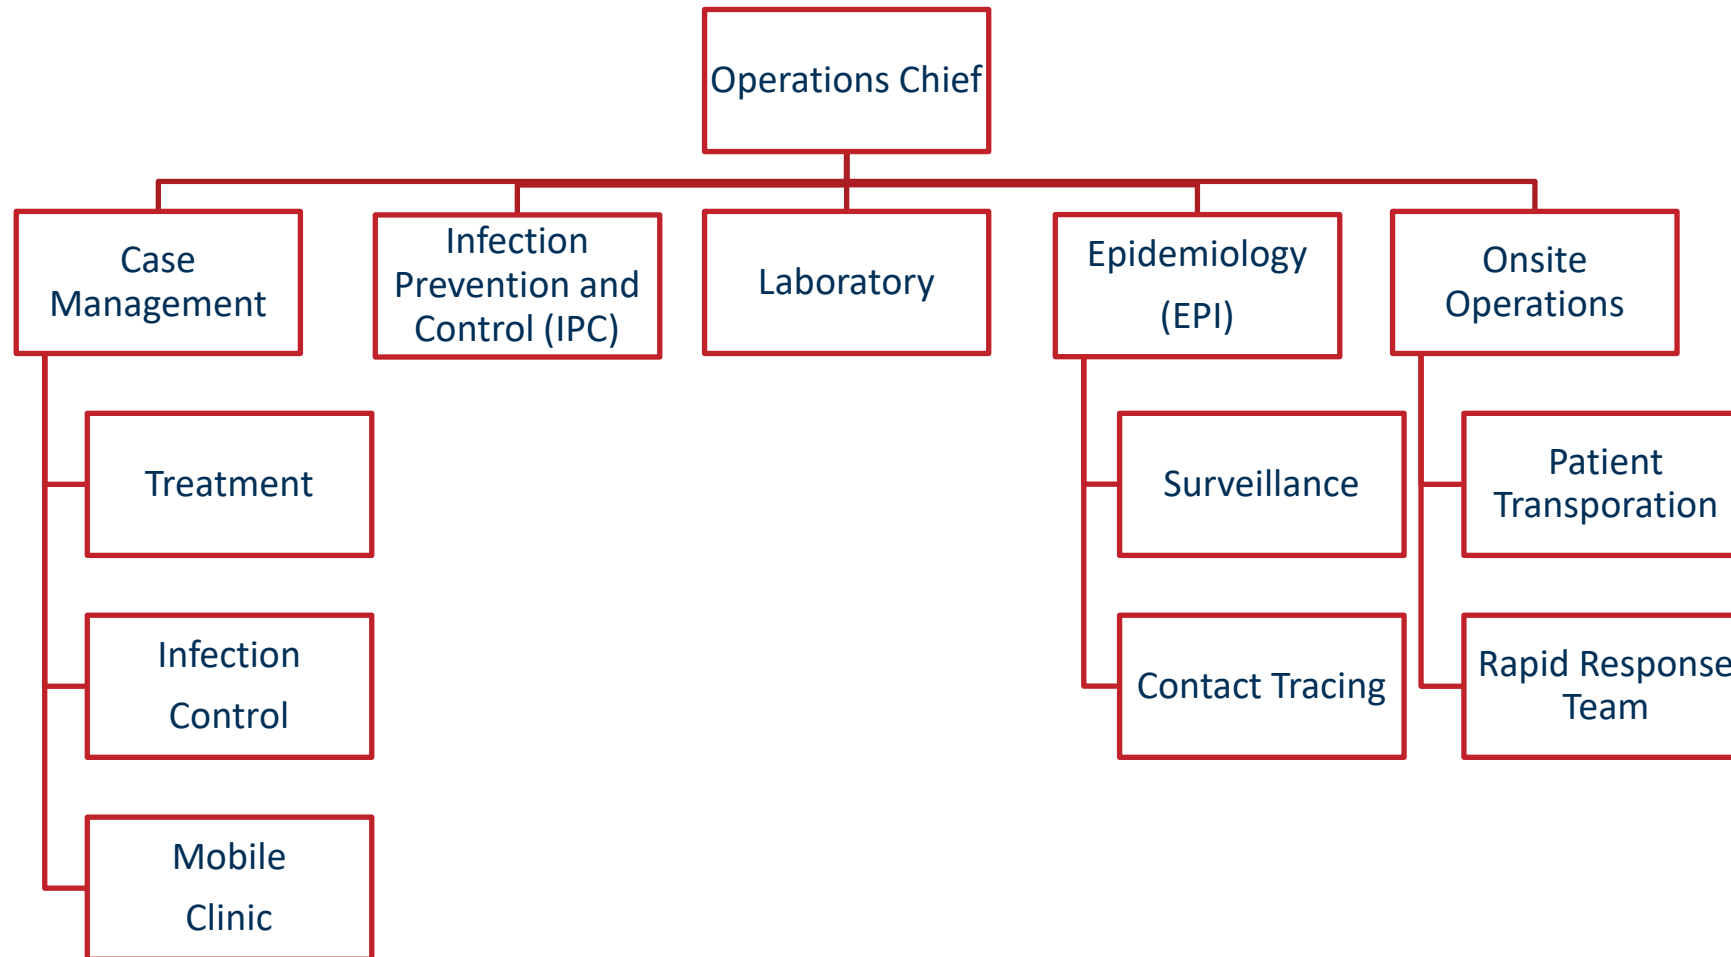 Operations Chief
Case
Management
Infection
Prevention and
Control (IPC)
Laboratory
Epidemiology
(EPI)
Onsite
Operations
Treatment
Surveillance
Patient
Transporation
Infection
Control
Contact Tracing
Rapid Response
Team
Mobile
Clinic